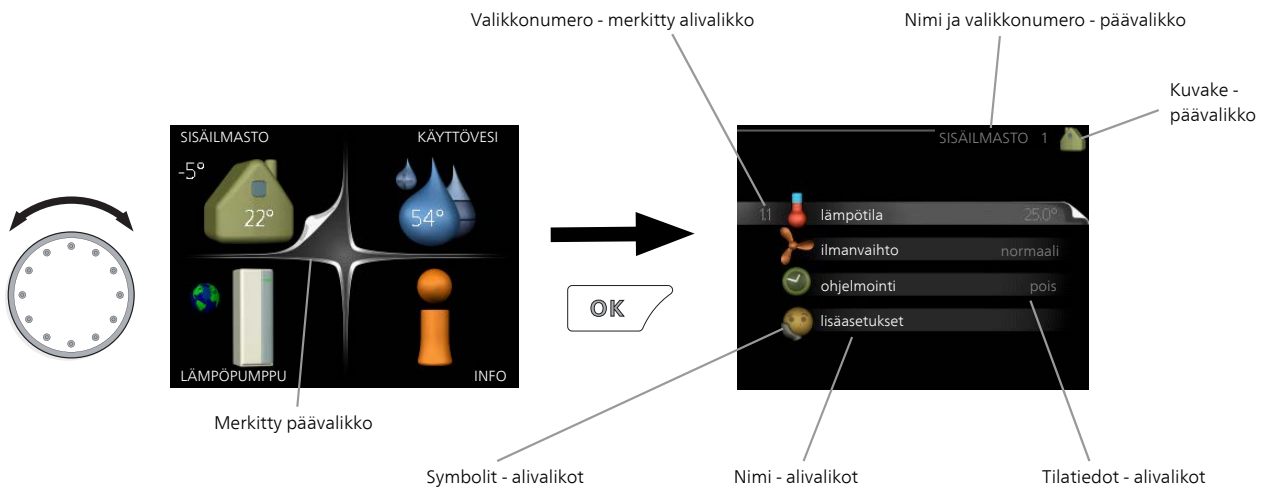 Valikkonumero - merkitty alivalikko
Nimi ja valikkonumero - päävalikko
Kuvake -
päävalikko
SISÄILMASTO
KÄYTTÖVESI
-5°
22°
54°
LÄMPÖPUMPPU
INFO
Merkitty päävalikko
OK
SISÄILMASTO 1
1.1 lämpötila 25.0°
ilmanvaihto normaali
ohjelmointi pois
lisäasetukset
Symbolit - alivalikot
Nimi - alivalikot
Tilatiedot - alivalikot